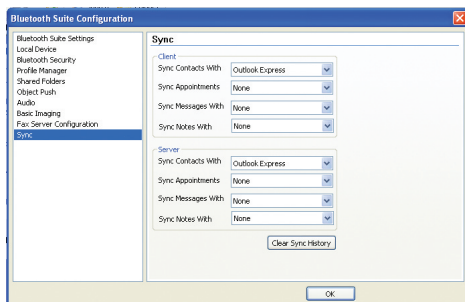 Bluetooth Suite Configuration
Bluetooth Suite Settings
Local Device
Bluetooth Security
Profile Manager
Shared Folders
Object Push
Audio
Basic Imaging
Fax Server Configuration
Sync
Sync
Client
Sync Contacts With Outlook Express
Sync Appointments None
Sync Messages With None
Sync Notes With None
Server
Sync Contacts With Outlook Express
Sync Appointments None
Sync Messages With None
Sync Notes With None
Clear Sync History
OK